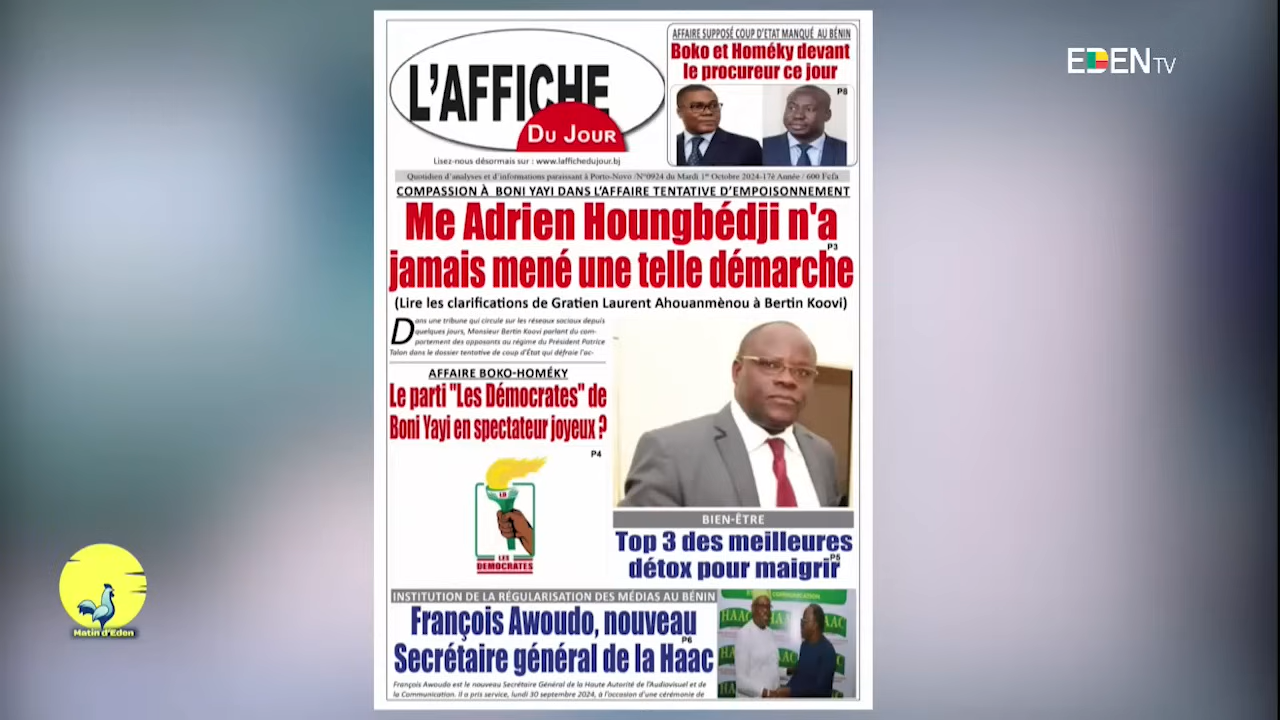 EDEN TV
L'AFFICHE
DU JOUR
Lisez-nous désormais sur : www.laffichedujour.bj
AFFAIRE SUPPOSÉ COUP D'ETAT MANQUÉ AU BÉNIN
Boko et Homéky devant
le procureur ce jour
P8
Quotidien d'analyses et d'informations paraissant à Porto-Novo /N°0924 du Mardi 1er Octobre 2024-17è Année / 600 Fcfa
COMPASSION À BONI YAYI DANS L'AFFAIRE TENTATIVE D'EMPOISONNEMENT
Me Adrien Houngbédji n'a
P3
jamais mené une telle démarche
(Lire les clarifications de Gratien Laurent Ahouanmènou à Bertin Koovi)
Dans une tribune qui circule sur les réseaux sociaux depuis
quelques jours, Monsieur Bertin Koovi parlant du com-
portement des opposants au régime du Président Patrice
Talon dans le dossier tentative de coup d'État qui défraie l'ac-
AFFAIRE BOKO-HOMÉKY
Le parti "Les Démocrates" de
Boni Yayi en spectateur joyeux ?
P4
LD
LES
DEMOCRATES
BIEN-ÊTRE
Top 3 des meilleures
P5
détox pour maigrir
INSTITUTION DE LA RÉGULARISATION DES MÉDIAS AU BÉNIN
François Awoudo, nouveau
P6
Secrétaire général de la Haac
François Awoudo est le nouveau Secrétaire Général de la Haute Autorité de l'Audiovisuel et de
la Communication. Il a pris service, lundi 30 septembre 2024, à l'occasion d'une cérémonie de
COMMUNICATION
HAAC
Matin d'Eden